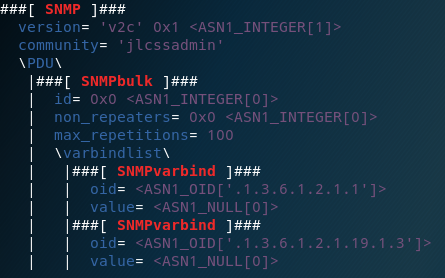 ###[ SNMP ]###
  version= 'v2c' 0x1 <ASN1_INTEGER[1]>
  community= 'jlcssadmin'
  \PDU\
   |###[ SNMPbulk ]###
   |  id= 0x0 <ASN1_INTEGER[0]>
   |  non_repeaters= 0x0 <ASN1_INTEGER[0]>
   |  max_repetitions= 100
   |  \varbindlist\
   |   |###[ SNMPvarbind ]###
   |   |  oid= <ASN1_OID['.1.3.6.1.2.1.1']>
   |   |  value= <ASN1_NULL[0]>
   |   |###[ SNMPvarbind ]###
   |   |  oid= <ASN1_OID['.1.3.6.1.2.1.19.1.3']>
   |   |  value= <ASN1_NULL[0]>